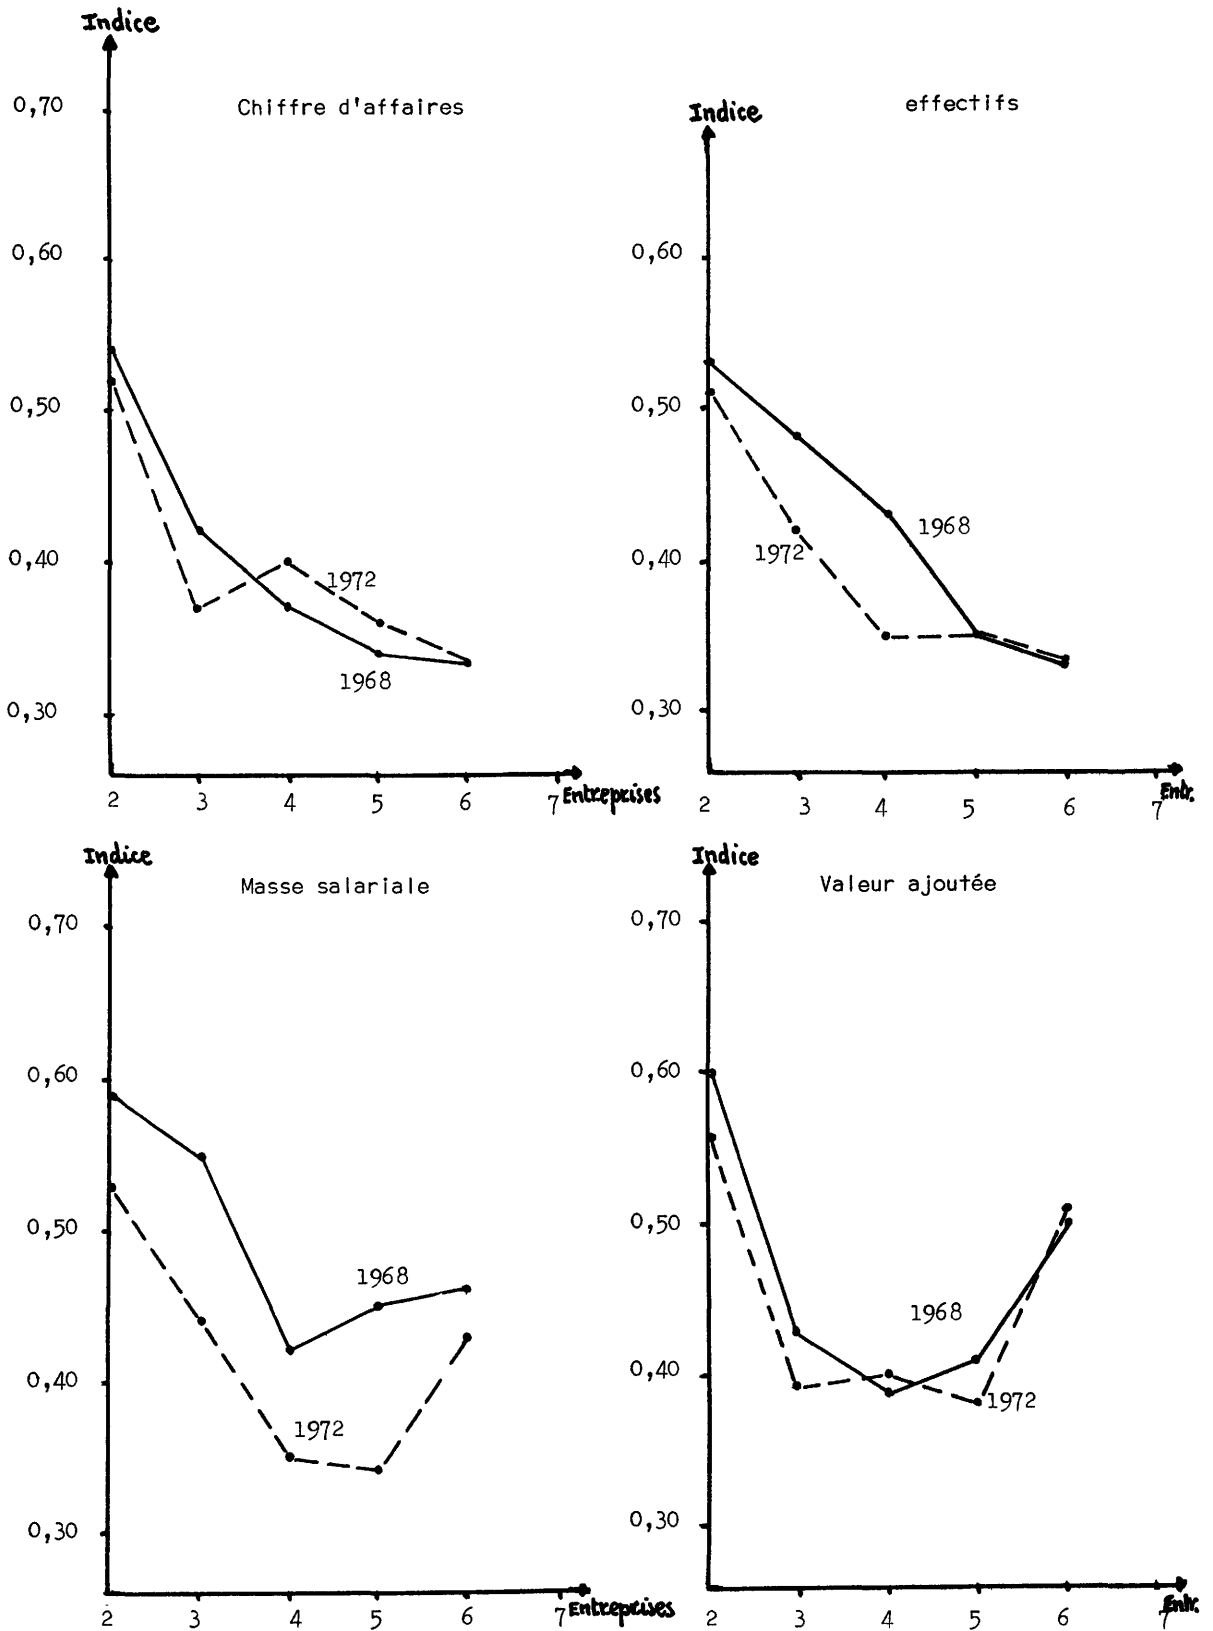 Indice
Chiffre d'affaires
0,70
0,60
0,50
0,40
0,30
1972
1968
2 3 4 5 6 7 Entreprises
Indice
effectifs
0,60
0,50
0,40
0,30
1968
1972
2 3 4 5 6 7 Entr.
Indice
Masse salariale
0,70
0,60
0,50
0,40
0,30
1968
1972
2 3 4 5 6 7 Entreprises
Indice
Valeur ajoutée
0,70
0,60
0,50
0,40
0,30
1968
1972
2 3 4 5 6 7 Entr.